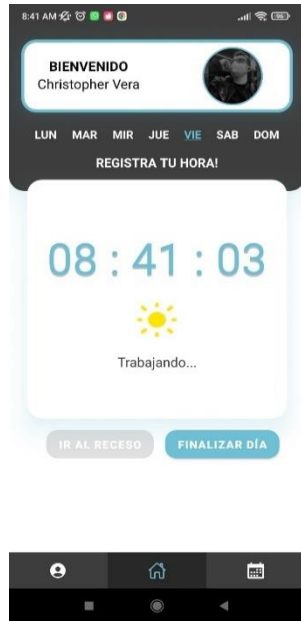 8:41 AM
BIENVENIDO
Christopher Vera
LUN MAR MIR JUE VIE SAB DOM
REGISTRA TU HORA!
08 : 41 : 03
Trabajando...
IR AL RECESO FINALIZAR DÍA